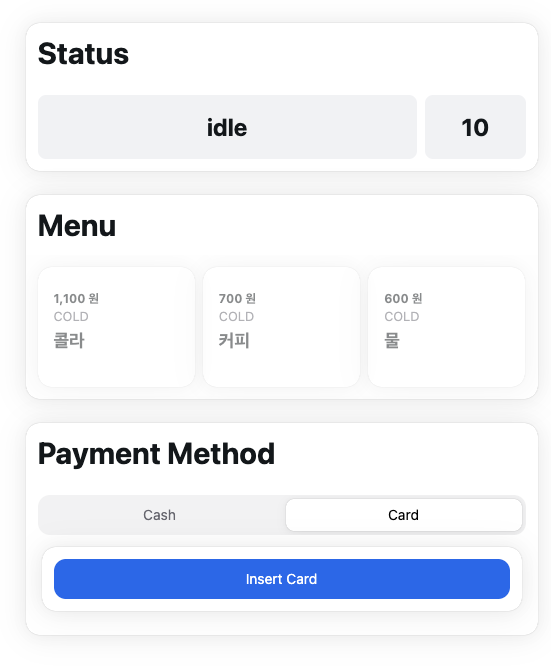 Status
idle
10
Menu
1,100 원
COLD
콜라
700 원
COLD
커피
600 원
COLD
물
Payment Method
Cash
Card
Insert Card